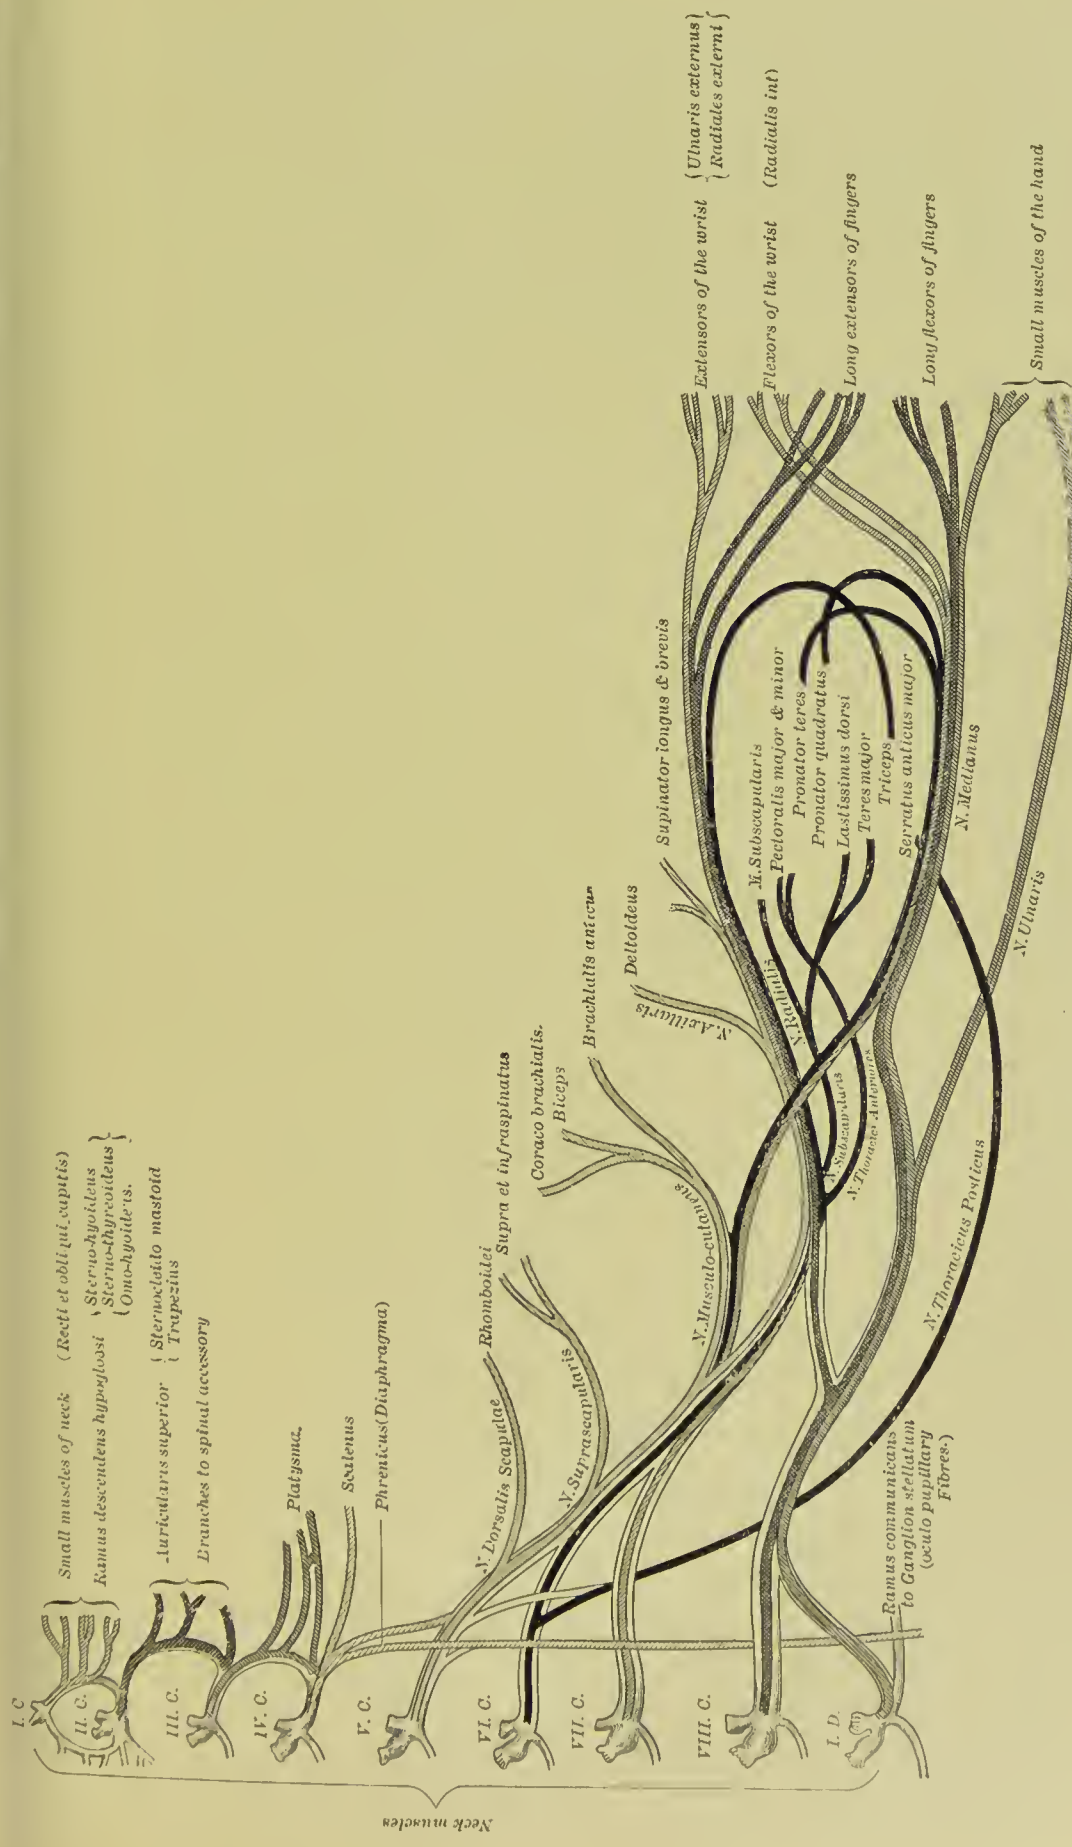 I. C
II. C.
III. C.
IV. C.
V. C.
VI. C.
VII. C.
VIII. C.
I. D.
Neck muscles
Small muscles of neck (Recti et obliqui capitis)
Ramus descendens hypoglossi { Sterno-hyoideus
Sterno-thyreoideus
Omo-hyoideus. }
Auricularis superior { Sternocleido mastoid
Trapezius
Branches to spinal accessory
Platysma.
Scalenus
Phrenicus (Diaphragma)
N. Dorsalis Scapulae
Rhomboidei
N. Suprascapularis
Supra et infraspinatus
N. Musculo-cutaneus
Coraco brachialis.
Biceps
Brachialis anticus
N. Axillaris
Deltoideus
Supinator longus & brevis
N. Radialis
N. Subscapularis
N. Thoracici Anteriores
M. Subscapularis
Pectoralis major & minor
Pronator teres
Pronator quadratus
Lastissimus dorsi
Teres major
Triceps
Serratus anticus major
N. Medianus
N. Ulnaris
N. Thoracicus Posticus
Ramus communicans
to Ganglion stellatum
(oculo pupillary
Fibres.)
Extensors of the wrist { Ulnaris externus }
{ Radiales externi }
Flexors of the wrist (Radialis int)
Long extensors of fingers
Long flexors of fingers
Small muscles of the hand